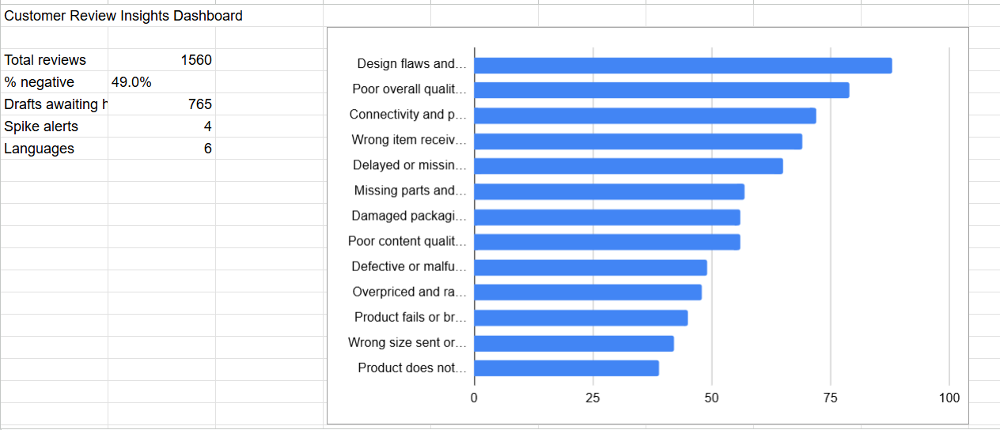 Customer Review Insights Dashboard
Total reviews 1560
% negative 49.0%
Drafts awaiting h 765
Spike alerts 4
Languages 6
Design flaws and...
Poor overall qualit...
Connectivity and p...
Wrong item receiv...
Delayed or missin...
Missing parts and...
Damaged packagi...
Poor content qualit...
Defective or malfu...
Overpriced and ra...
Product fails or br...
Wrong size sent or...
Product does not...
0 25 50 75 100